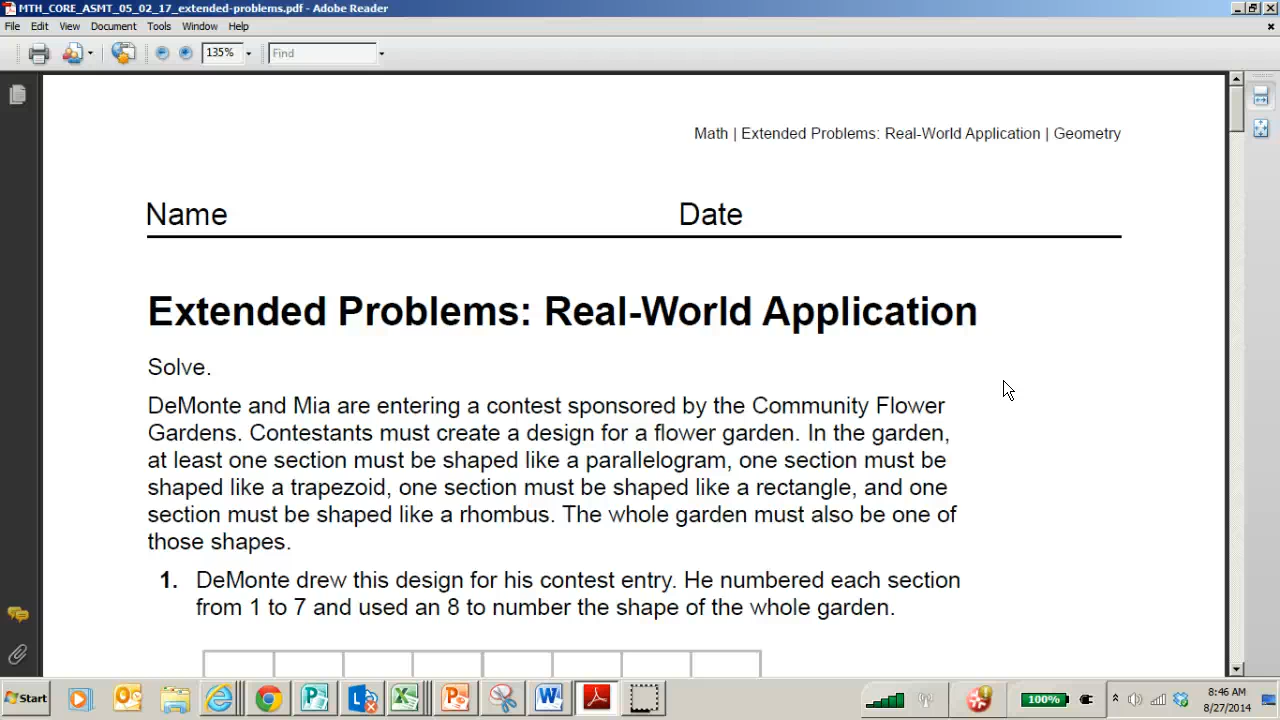 MTH_CORE_ASMT_05_02_17_extended-problems.pdf - Adobe Reader
File Edit View Document Tools Window Help
135% Find
Math | Extended Problems: Real-World Application | Geometry
Name Date
Extended Problems: Real-World Application
Solve.
DeMonte and Mia are entering a contest sponsored by the Community Flower
Gardens. Contestants must create a design for a flower garden. In the garden,
at least one section must be shaped like a parallelogram, one section must be
shaped like a trapezoid, one section must be shaped like a rectangle, and one
section must be shaped like a rhombus. The whole garden must also be one of
those shapes.
1. DeMonte drew this design for his contest entry. He numbered each section
from 1 to 7 and used an 8 to number the shape of the whole garden.
Start 100% 8:46 AM
8/27/2014